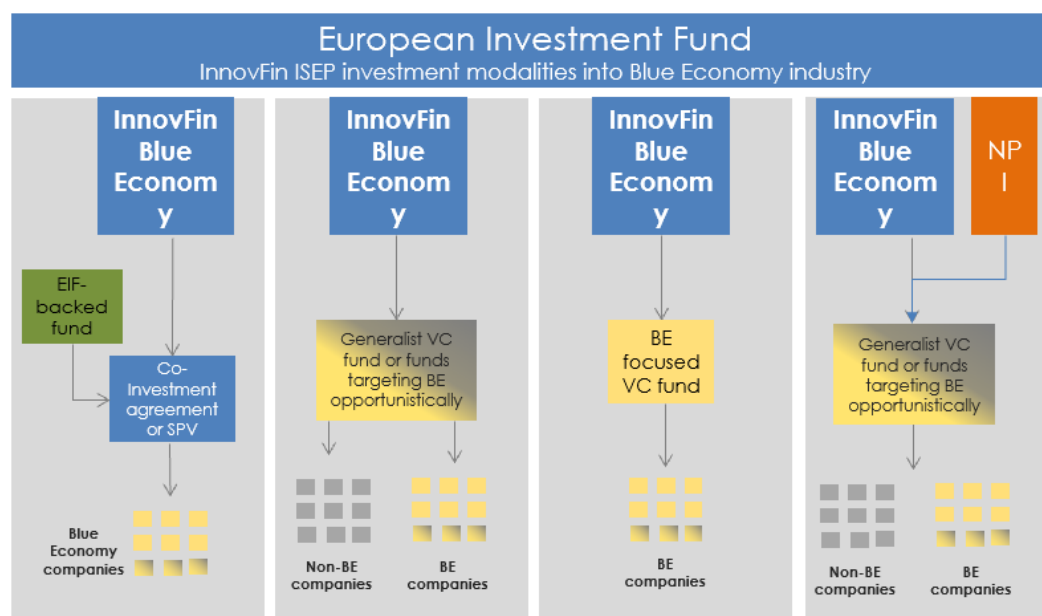 European Investment Fund
InnovFin ISEP investment modalities into Blue Economy industry
InnovFin
Blue
Econom
y
EIF-
backed
fund
Co-
Investment
agreement
or SPV
Blue
Economy
companies
InnovFin
Blue
Econom
y
Generalist VC
fund or funds
targeting BE
opportunistically
Non-BE
companies
BE
companies
InnovFin
Blue
Econom
y
BE
focused
VC fund
BE
companies
InnovFin
Blue
Econom
y
NP
I
Generalist VC
fund or funds
targeting BE
opportunistically
Non-BE
companies
BE
companies